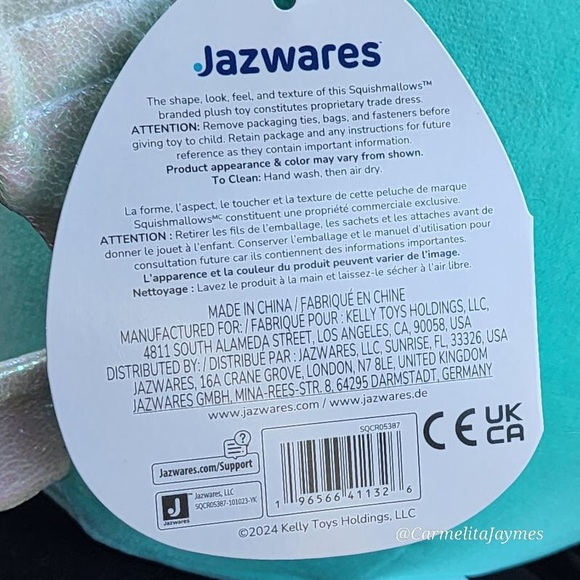 Jazwares
The shape, look, feel, and texture of this Squishmallows™
branded plush toy constitutes proprietary trade dress.
ATTENTION: Remove packaging ties, bags, and fasteners before
giving toy to child. Retain package and any instructions for future
reference as they contain important information.
Product appearance & color may vary from shown.
To Clean: Hand wash, then air dry.
La forme, l'aspect, le toucher et la texture de cette peluche de marque
Squishmallowsᴹᶜ constituent une propriété commerciale exclusive.
ATTENTION : Retirer les fils de l'emballage, les sachets et les attaches avant de
donner le jouet à l'enfant. Conserver l'emballage et le manuel d'utilisation pour
consultation future car ils contiennent des informations importantes.
L'apparence et la couleur du produit peuvent varier de l'image.
Nettoyage : Lavez le produit à la main et laissez-le sécher à l'air libre.
MADE IN CHINA / FABRIQUÉ EN CHINE
MANUFACTURED FOR: / FABRIQUÉ POUR : KELLY TOYS HOLDINGS, LLC,
4811 SOUTH ALAMEDA STREET, LOS ANGELES, CA, 90058, USA
DISTRIBUTED BY: / DISTRIBUÉ PAR : JAZWARES, LLC, SUNRISE, FL, 33326, USA
JAZWARES, 16A CRANE GROVE, LONDON, N7 8LE, UNITED KINGDOM
JAZWARES GMBH, MINA-REES-STR. 8, 64295 DARMSTADT, GERMANY
www.jazwares.com / www.jazwares.de
?
Jazwares.com/Support
J
Jazwares
™ Jazwares, LLC
SQCR05387-101023-YK
SQCR05387
1 96566 41132 6
CE UK
CA
©2024 Kelly Toys Holdings, LLC
@CarmelitaJaymes